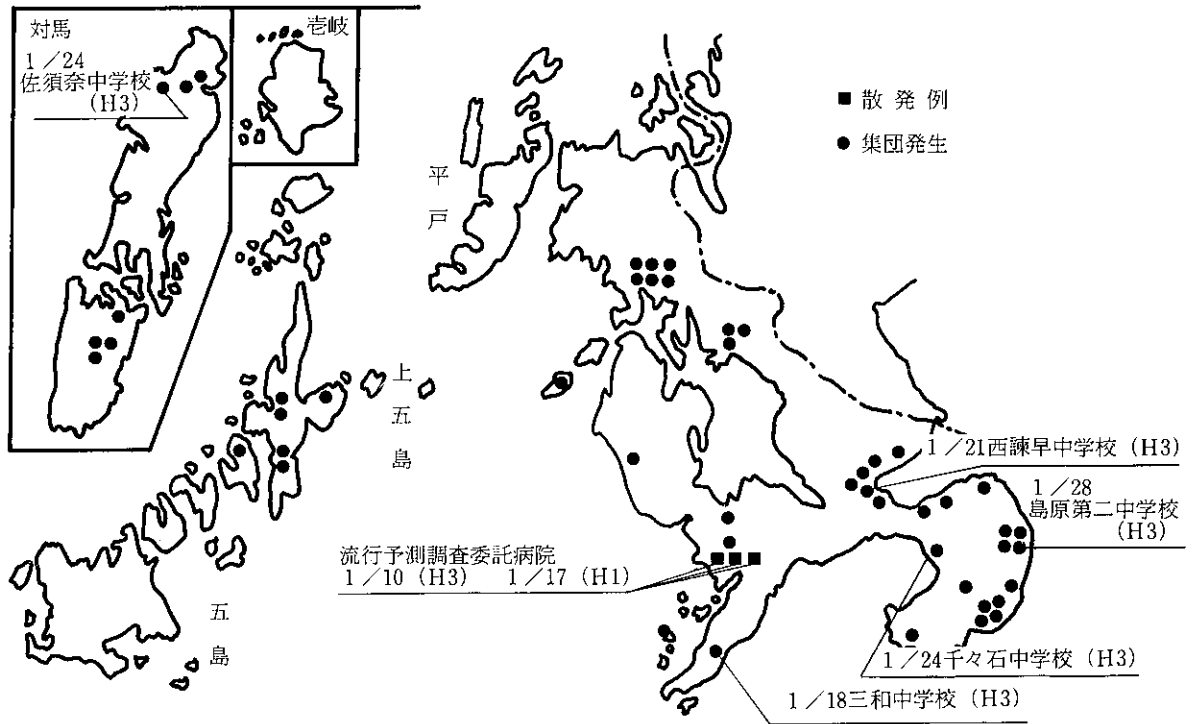 対馬
1/24
佐須奈中学校
(H3)
壱岐
■ 散発例
● 集団発生
平戸
上五島
1/21西諫早中学校 (H3)
1/28
島原第二中学校
(H3)
流行予測調査委託病院
1/10 (H3) 1/17 (H1)
五島
1/24千々石中学校 (H3)
1/18三和中学校 (H3)